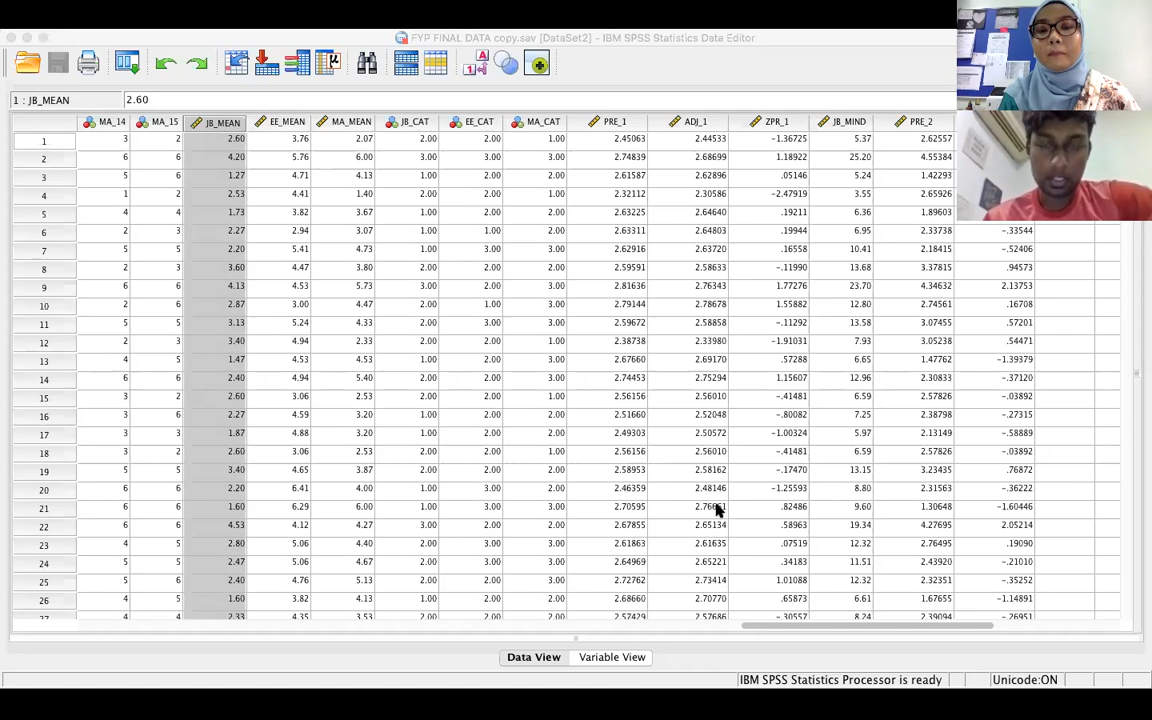 FYP FINAL DATA copy.sav [DataSet2] - IBM SPSS Statistics Data Editor
1 : JB_MEAN 2.60
MA_14 MA_15 JB_MEAN EE_MEAN MA_MEAN JB_CAT EE_CAT MA_CAT PRE_1 ADJ_1 ZPR_1 JB_MIND PRE_2
1 3 2 2.60 3.76 2.07 2.00 2.00 1.00 2.45063 2.44533 -1.36725 5.37 2.62557
2 6 6 4.20 5.76 6.00 3.00 3.00 3.00 2.74839 2.68699 1.18922 25.20 4.55384
3 5 6 1.27 4.71 4.13 1.00 2.00 2.00 2.61587 2.62896 .05146 5.24 1.42293
4 1 2 2.53 4.41 1.40 2.00 2.00 1.00 2.32112 2.30586 -2.47919 3.55 2.65926
5 4 4 1.73 3.82 3.67 1.00 2.00 2.00 2.63225 2.64640 .19211 6.36 1.89603
6 2 3 2.27 2.94 3.07 1.00 1.00 2.00 2.63311 2.64803 .19944 6.95 2.33738 -.33544
7 5 5 2.20 5.41 4.73 1.00 3.00 3.00 2.62916 2.63720 .16558 10.41 2.18415 -.52406
8 2 3 3.60 4.47 3.80 2.00 2.00 2.00 2.59591 2.58633 -.11990 13.68 3.37815 .94573
9 6 6 4.13 4.53 5.73 3.00 2.00 3.00 2.81636 2.76343 1.77276 23.70 4.34632 2.13753
10 2 6 2.87 3.00 4.47 2.00 1.00 3.00 2.79144 2.78678 1.55882 12.80 2.74561 .16708
11 5 5 3.13 5.24 4.33 2.00 3.00 3.00 2.59672 2.58858 -.11292 13.58 3.07455 .57201
12 2 3 3.40 4.94 2.33 2.00 2.00 1.00 2.38738 2.33980 -1.91031 7.93 3.05238 .54471
13 4 5 1.47 4.53 4.53 1.00 2.00 3.00 2.67660 2.69170 .57288 6.65 1.47762 -1.39379
14 6 6 2.40 4.94 5.40 2.00 2.00 3.00 2.74453 2.75294 1.15607 12.96 2.30833 -.37120
15 3 2 2.60 3.06 2.53 2.00 2.00 1.00 2.56156 2.56010 -.41481 6.59 2.57826 -.03892
16 3 6 2.27 4.59 3.20 1.00 2.00 2.00 2.51660 2.52048 -.80082 7.25 2.38798 -.27315
17 3 3 1.87 4.88 3.20 1.00 2.00 2.00 2.49303 2.50572 -1.00324 5.97 2.13149 -.58889
18 3 2 2.60 3.06 2.53 2.00 2.00 1.00 2.56156 2.56010 -.41481 6.59 2.57826 -.03892
19 5 5 3.40 4.65 3.87 2.00 2.00 2.00 2.58953 2.58162 -.17470 13.15 3.23435 .76872
20 6 6 2.20 6.41 4.00 1.00 3.00 2.00 2.46359 2.48146 -1.25593 8.80 2.31563 -.36222
21 6 6 1.60 6.29 6.00 1.00 3.00 3.00 2.70595 .82486 9.60 1.30648 -1.60446
22 6 6 4.53 4.12 4.27 3.00 2.00 2.00 2.67855 2.65134 .58963 19.34 4.27695 2.05214
23 4 5 2.80 5.06 4.40 2.00 3.00 3.00 2.61863 2.61635 .07519 12.32 2.76495 .19090
24 5 5 2.47 5.06 4.67 2.00 3.00 3.00 2.64969 2.65221 .34183 11.51 2.43920 -.21010
25 5 6 2.40 4.76 5.13 2.00 2.00 3.00 2.72762 2.73414 1.01088 12.32 2.32351 -.35252
26 4 5 1.60 3.82 4.13 1.00 2.00 2.00 2.68660 2.70770 .65873 6.61 1.67655 -1.14891
27 4 4 2.33 4.35 3.53 2.00 2.00 2.00 2.57429 2.57686 -.30557 8.24 2.39094 -.26951
Data View Variable View
IBM SPSS Statistics Processor is ready Unicode:ON